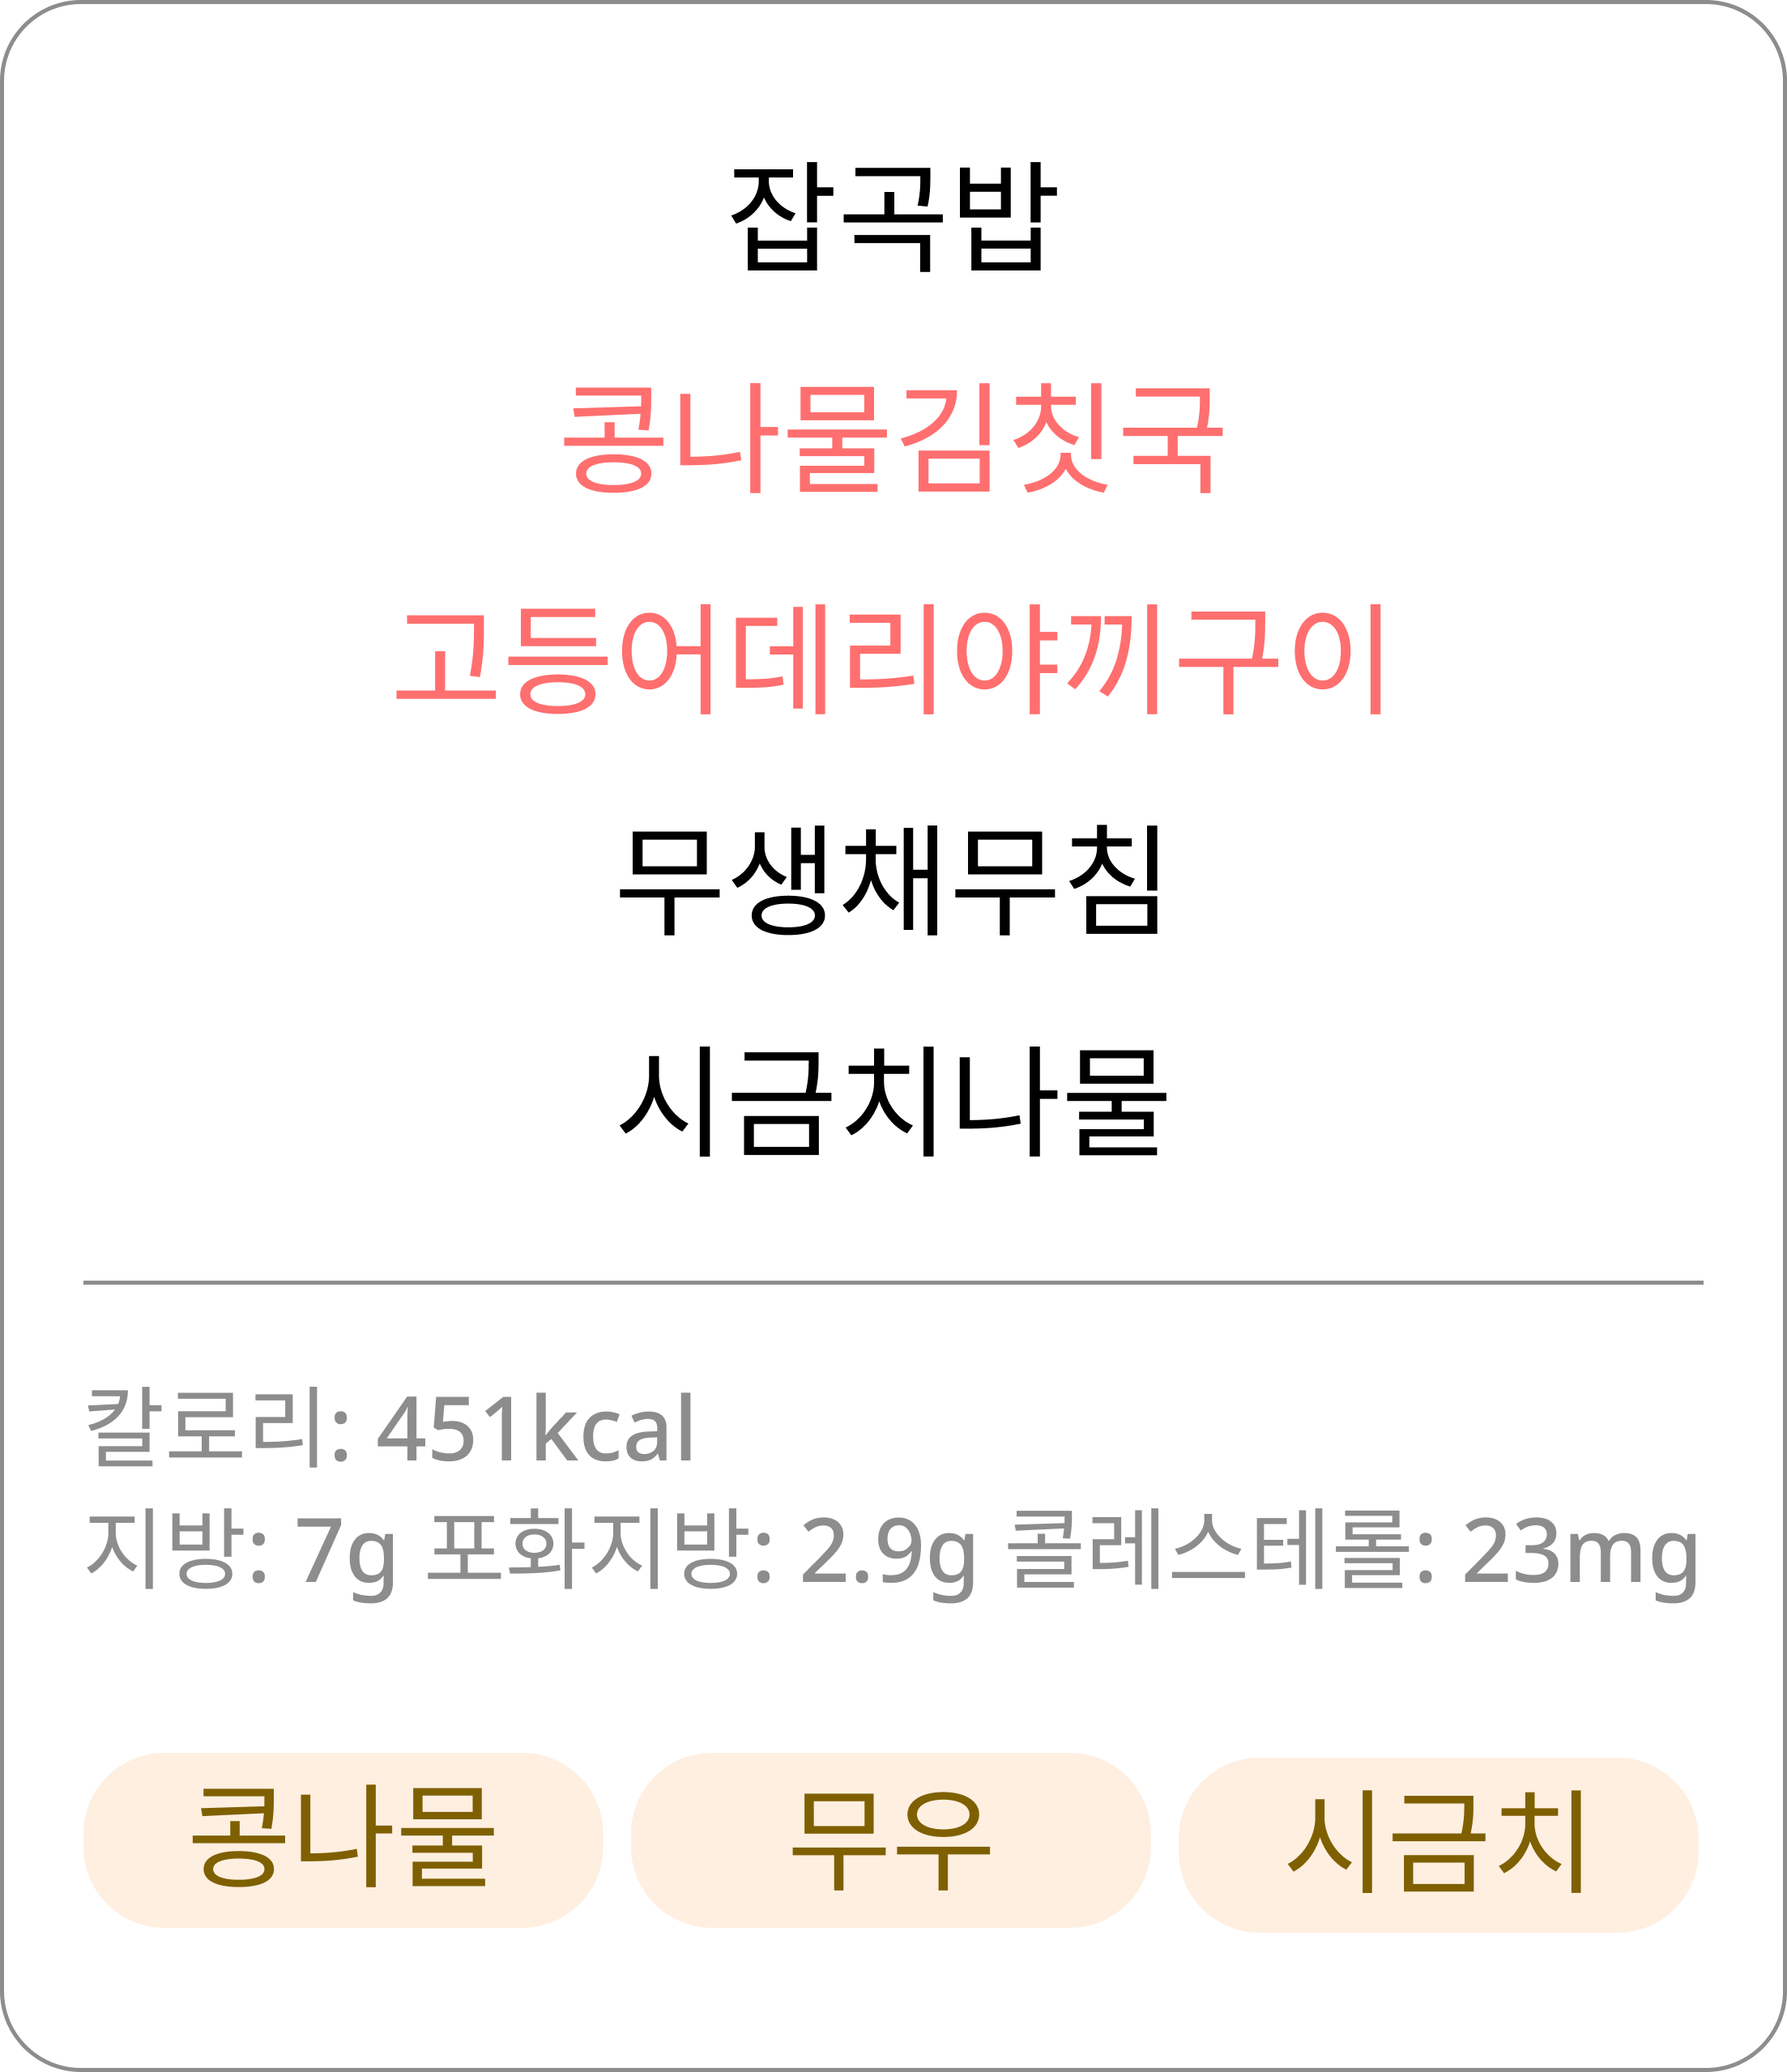 잡곡밥
콩나물김칫국
고등어데리야끼구이
무생채무침
시금치나물
칼로리: 451kcal
지방: 7g 포화지방: 2.9g 클레스테를: 23mg
콩나물
무우
시금치